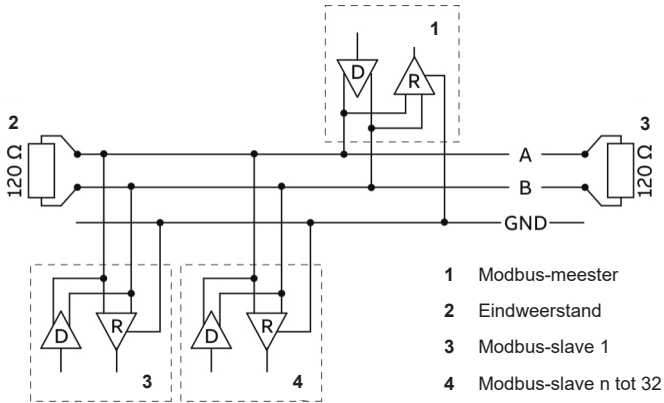 1
D
R
2
3
120 Ω
120 Ω
A
B
GND
D
R
3
D
R
4
1 Modbus-meester
2 Eindweerstand
3 Modbus-slave 1
4 Modbus-slave n tot 32